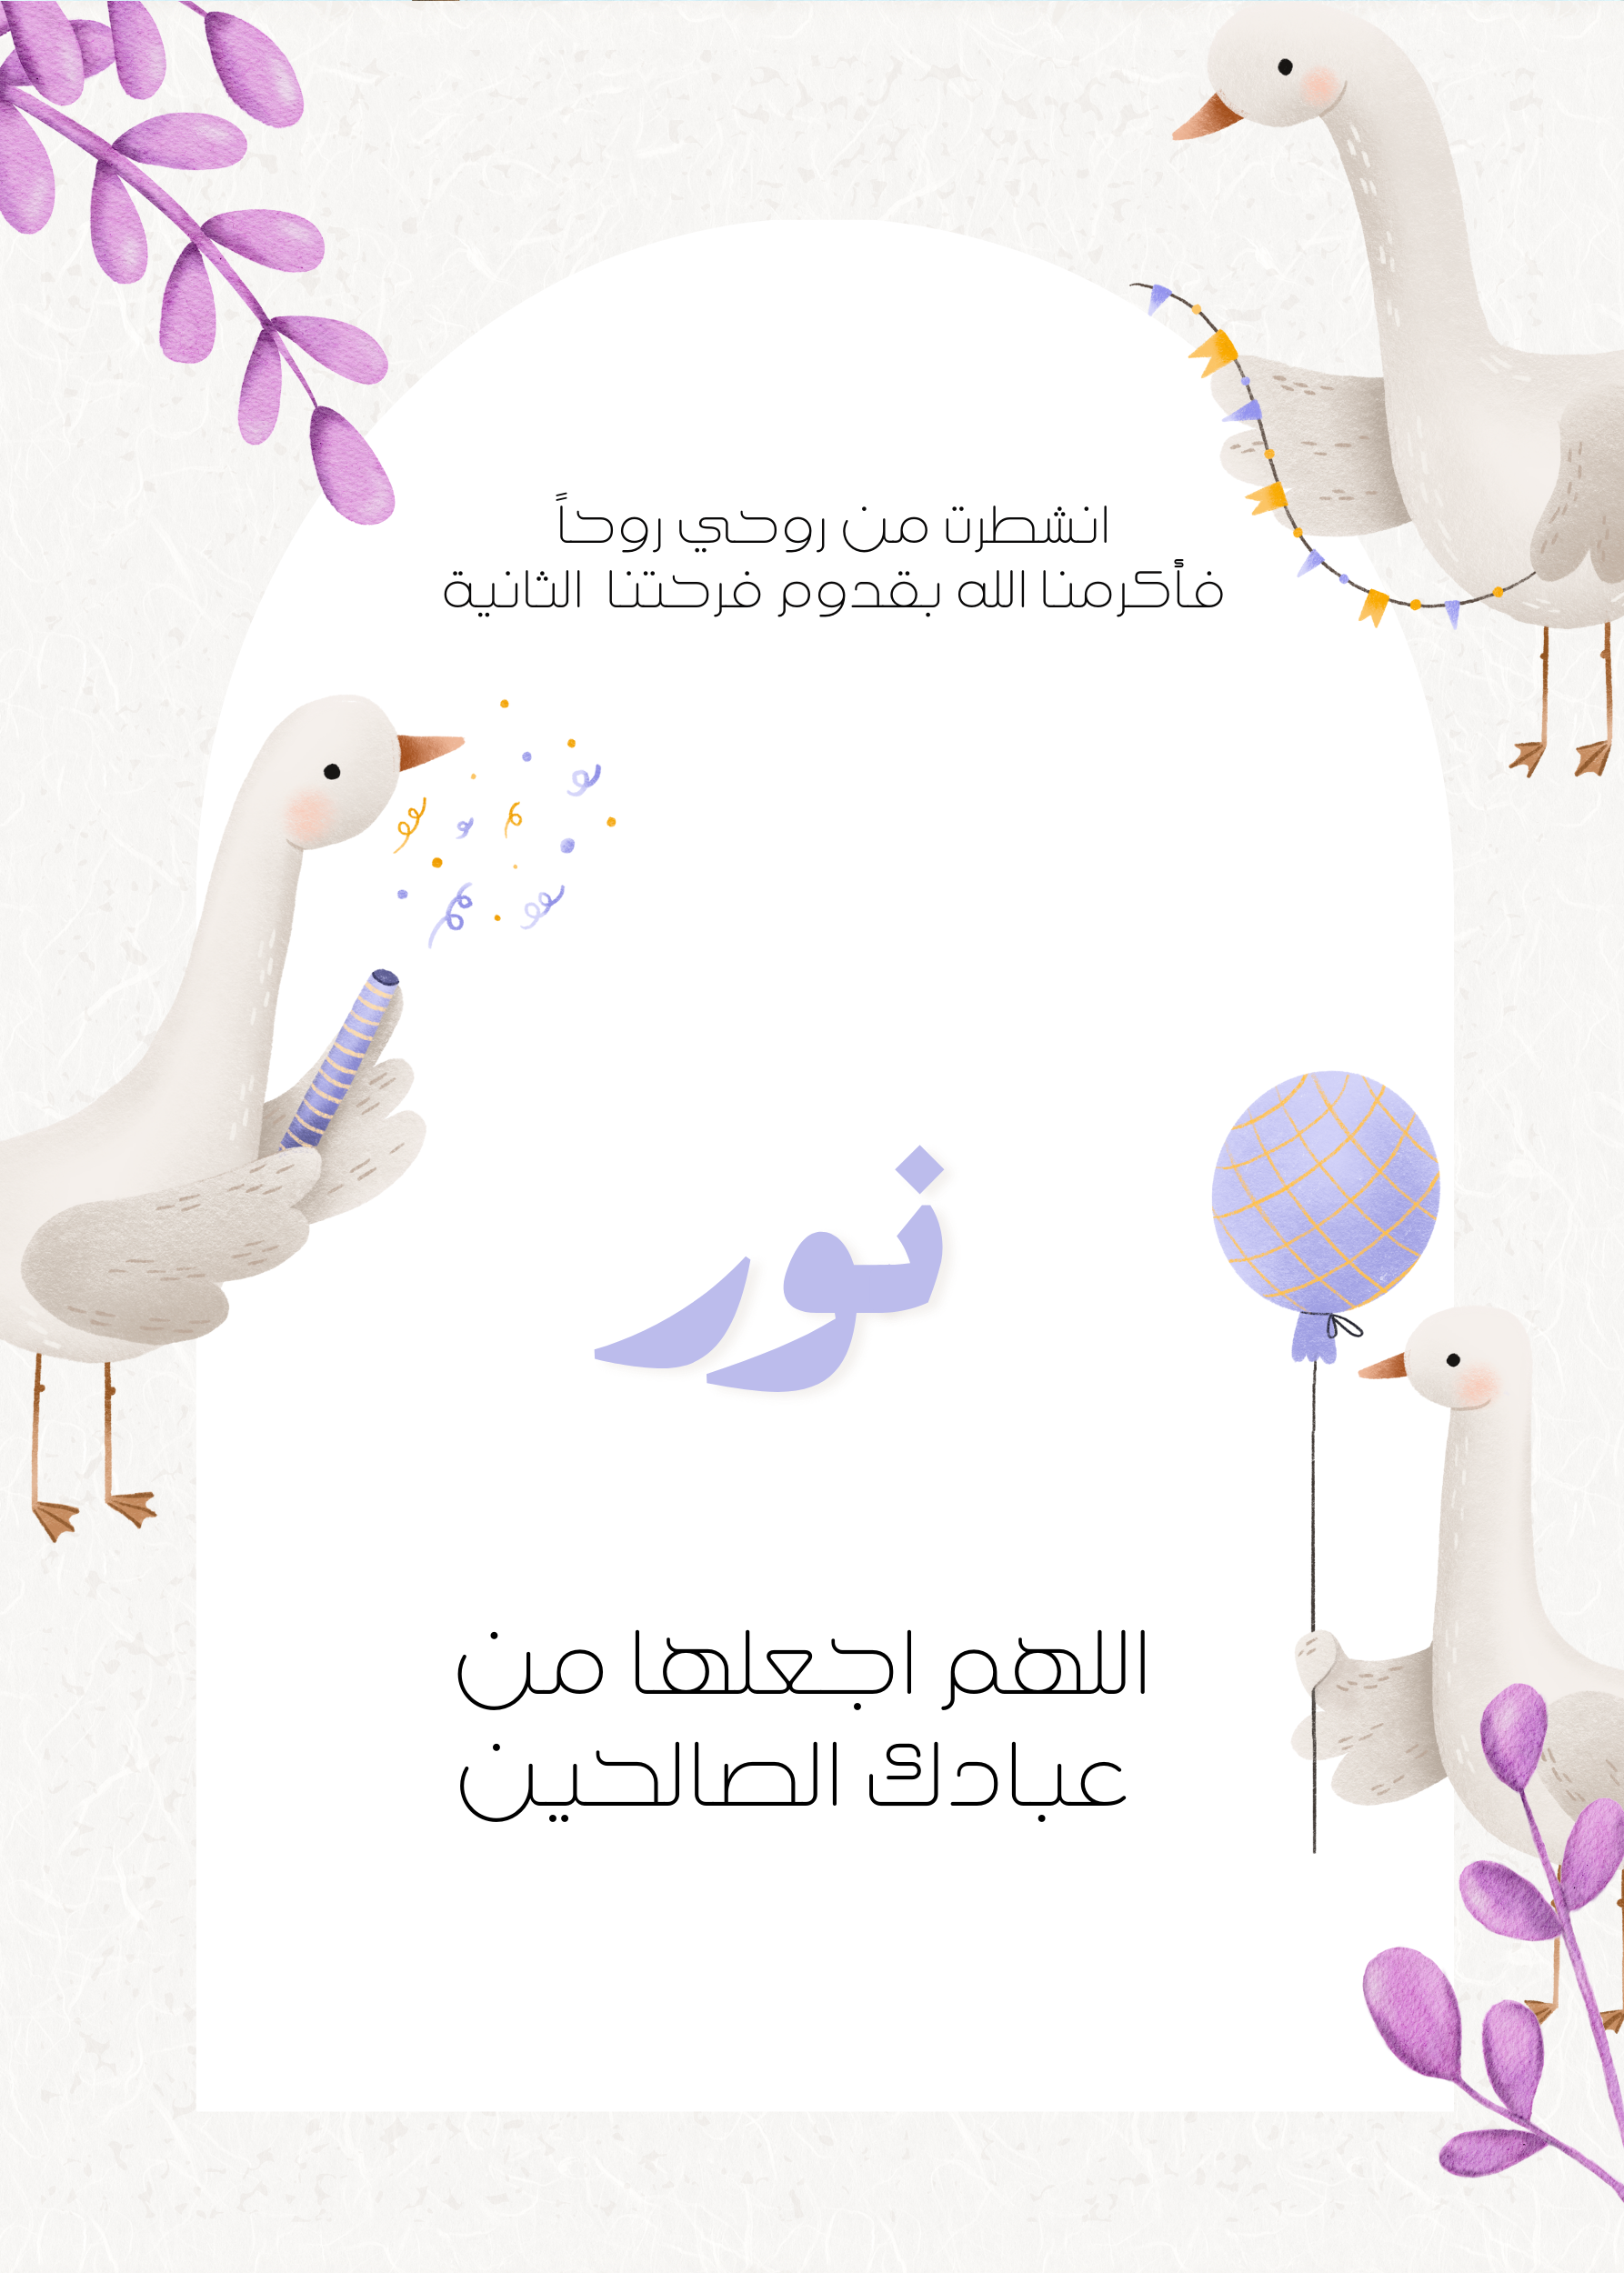 انشطرت من روحي روحاً
فأكرمنا الله بقدوم فرحتنا الثانية
نور
اللهم اجعلها من
عبادك الصالحين